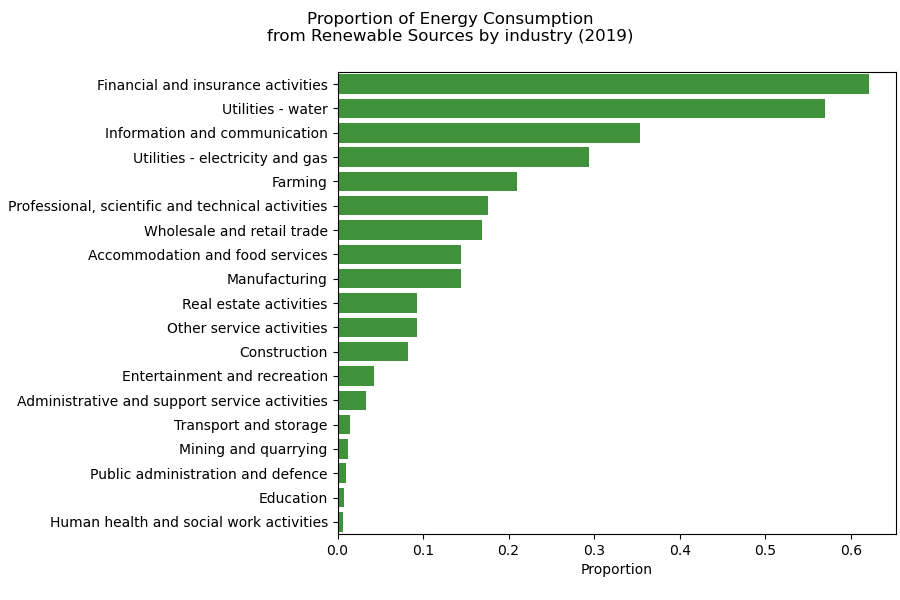 Proportion of Energy Consumption
from Renewable Sources by industry (2019)
Financial and insurance activities
Utilities - water
Information and communication
Utilities - electricity and gas
Farming
Professional, scientific and technical activities
Wholesale and retail trade
Accommodation and food services
Manufacturing
Real estate activities
Other service activities
Construction
Entertainment and recreation
Administrative and support service activities
Transport and storage
Mining and quarrying
Public administration and defence
Education
Human health and social work activities
0.0 0.1 0.2 0.3 0.4 0.5 0.6
Proportion